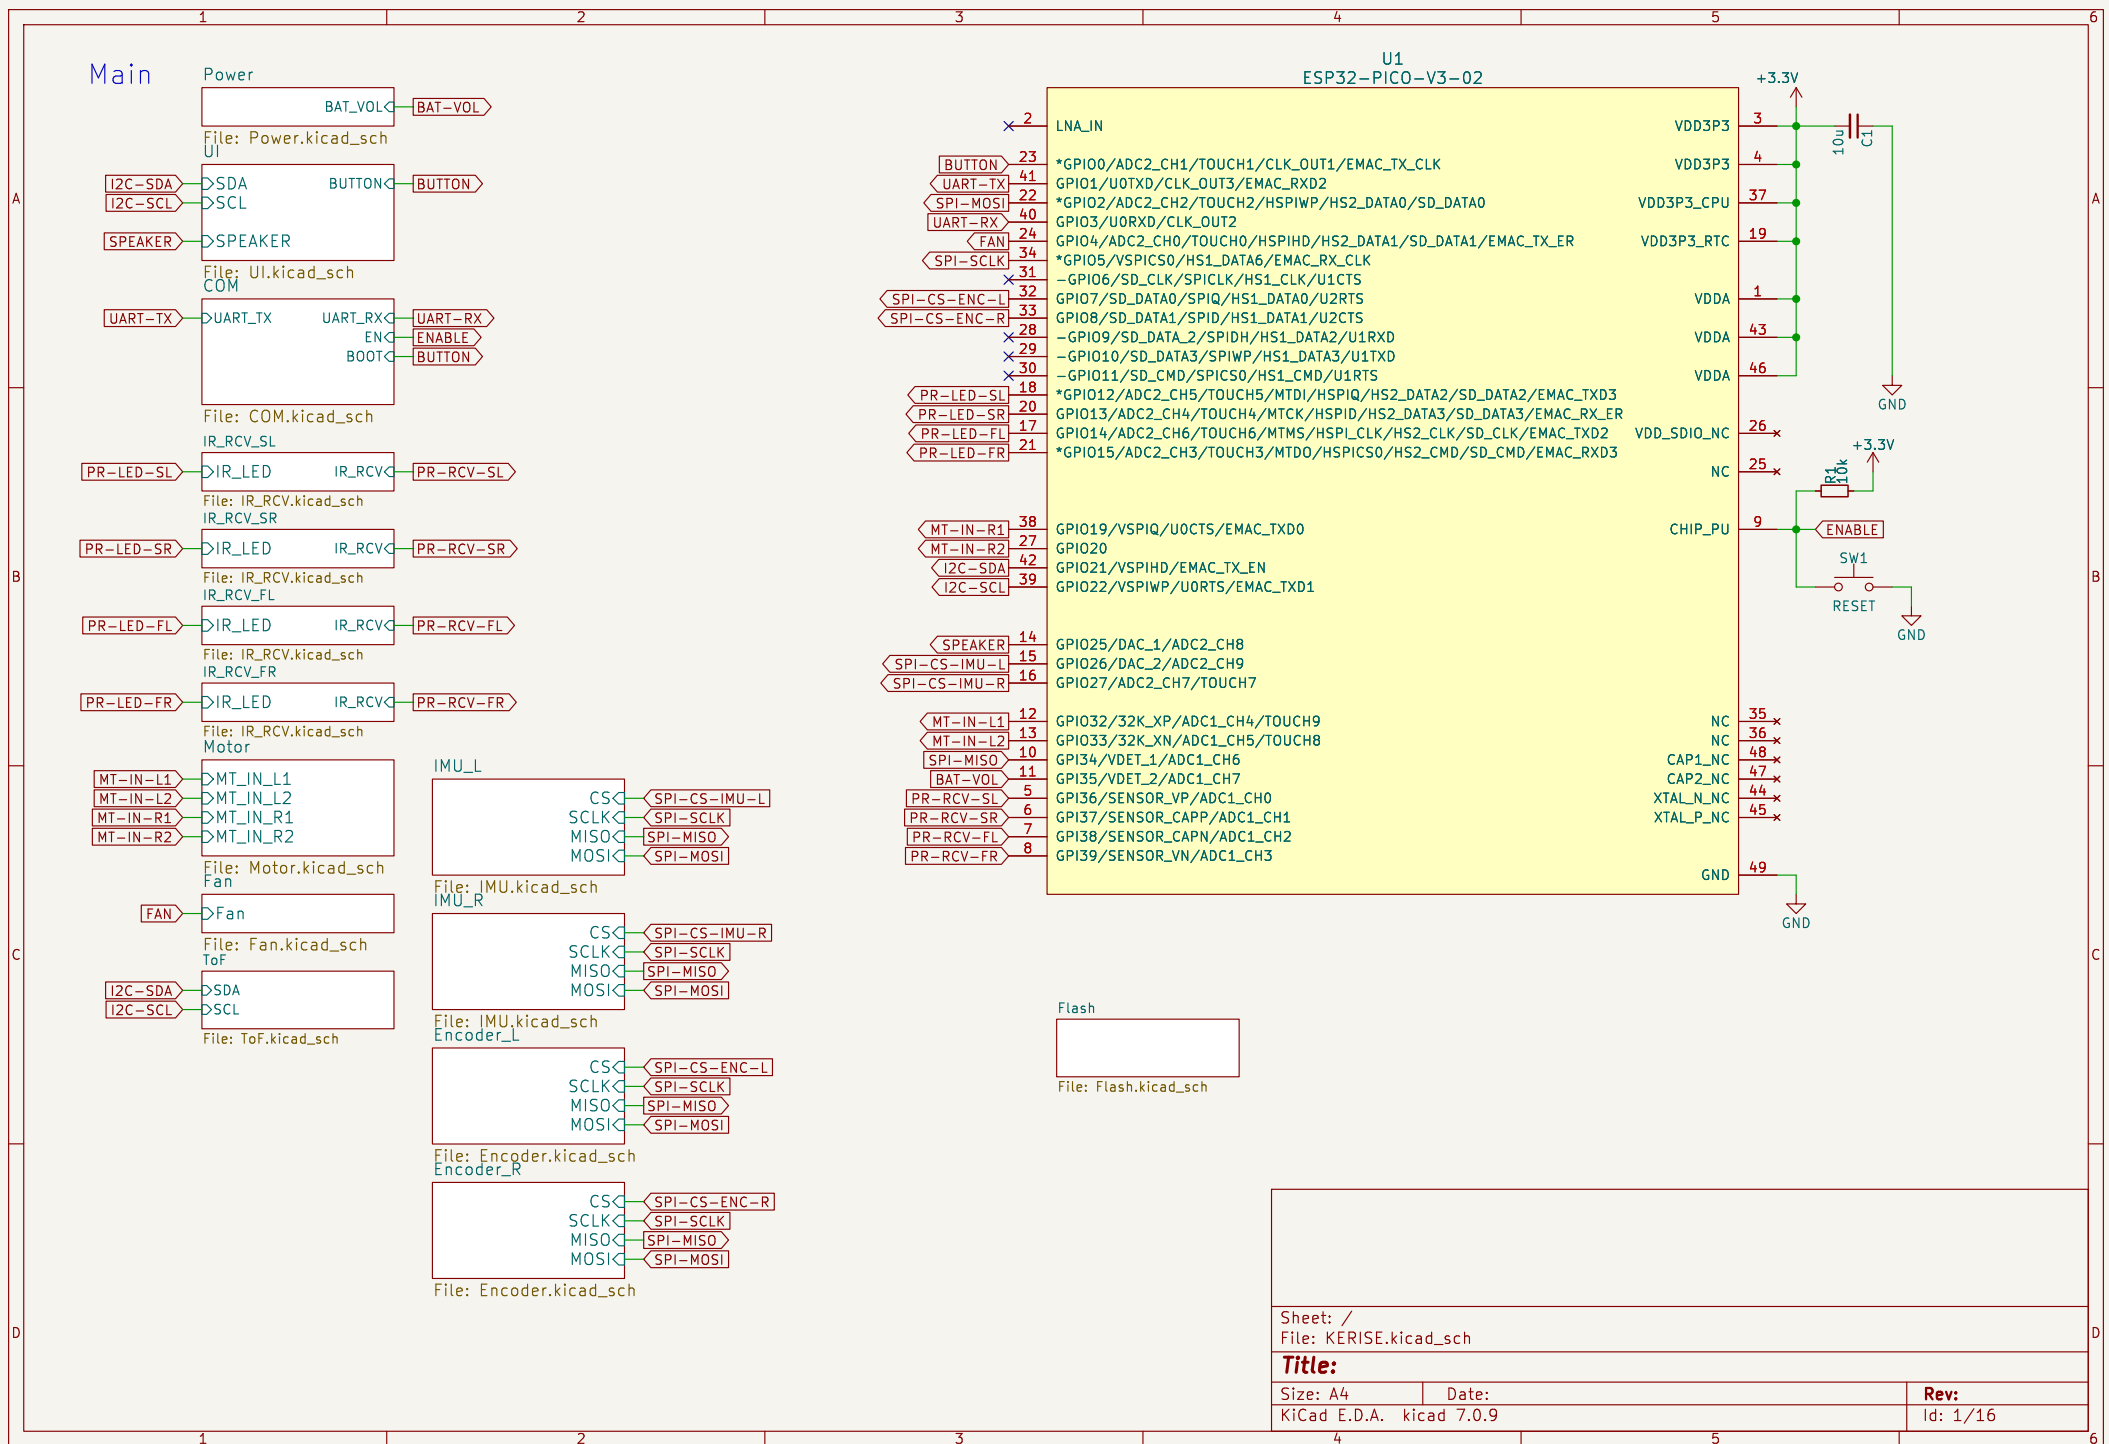 1 2 3 4 5 6
A
B
C
D
Main
Power
BAT_VOL BAT-VOL
File: Power.kicad_sch
UI
I2C-SDA SDA BUTTON BUTTON
I2C-SCL SCL
SPEAKER SPEAKER
File: UI.kicad_sch
COM
UART-TX UART_TX UART_RX UART-RX
EN ENABLE
BOOT BUTTON
File: COM.kicad_sch
IR_RCV_SL
PR-LED-SL IR_LED IR_RCV PR-RCV-SL
File: IR_RCV.kicad_sch
IR_RCV_SR
PR-LED-SR IR_LED IR_RCV PR-RCV-SR
File: IR_RCV.kicad_sch
IR_RCV_FL
PR-LED-FL IR_LED IR_RCV PR-RCV-FL
File: IR_RCV.kicad_sch
IR_RCV_FR
PR-LED-FR IR_LED IR_RCV PR-RCV-FR
File: IR_RCV.kicad_sch
Motor
MT-IN-L1 MT_IN_L1
MT-IN-L2 MT_IN_L2
MT-IN-R1 MT_IN_R1
MT-IN-R2 MT_IN_R2
File: Motor.kicad_sch
Fan
FAN Fan
File: Fan.kicad_sch
ToF
I2C-SDA SDA
I2C-SCL SCL
File: ToF.kicad_sch
IMU_L
CS SPI-CS-IMU-L
SCLK SPI-SCLK
MISO SPI-MISO
MOSI SPI-MOSI
File: IMU.kicad_sch
IMU_R
CS SPI-CS-IMU-R
SCLK SPI-SCLK
MISO SPI-MISO
MOSI SPI-MOSI
File: IMU.kicad_sch
Encoder_L
CS SPI-CS-ENC-L
SCLK SPI-SCLK
MISO SPI-MISO
MOSI SPI-MOSI
File: Encoder.kicad_sch
Encoder_R
CS SPI-CS-ENC-R
SCLK SPI-SCLK
MISO SPI-MISO
MOSI SPI-MOSI
File: Encoder.kicad_sch
U1
ESP32-PICO-V3-02
2 LNA_IN
BUTTON 23 *GPIO0/ADC2_CH1/TOUCH1/CLK_OUT1/EMAC_TX_CLK
UART-TX 41 GPIO1/U0TXD/CLK_OUT3/EMAC_RXD2
SPI-MOSI 22 *GPIO2/ADC2_CH2/TOUCH2/HSPIWP/HS2_DATA0/SD_DATA0
UART-RX 40 GPIO3/U0RXD/CLK_OUT2
FAN 24 GPIO4/ADC2_CH0/TOUCH0/HSPIHD/HS2_DATA1/SD_DATA1/EMAC_TX_ER
SPI-SCLK 34 *GPIO5/VSPICS0/HS1_DATA6/EMAC_RX_CLK
31 -GPIO6/SD_CLK/SPICLK/HS1_CLK/U1CTS
SPI-CS-ENC-L 32 GPIO7/SD_DATA0/SPIQ/HS1_DATA0/U2RTS
SPI-CS-ENC-R 33 GPIO8/SD_DATA1/SPID/HS1_DATA1/U2CTS
28 -GPIO9/SD_DATA_2/SPIDH/HS1_DATA2/U1RXD
29 -GPIO10/SD_DATA3/SPIWP/HS1_DATA3/U1TXD
30 -GPIO11/SD_CMD/SPICS0/HS1_CMD/U1RTS
PR-LED-SL 18 *GPIO12/ADC2_CH5/TOUCH5/MTDI/HSPIQ/HS2_DATA2/SD_DATA2/EMAC_TXD3
PR-LED-SR 20 GPIO13/ADC2_CH4/TOUCH4/MTCK/HSPID/HS2_DATA3/SD_DATA3/EMAC_RX_ER
PR-LED-FL 17 GPIO14/ADC2_CH6/TOUCH6/MTMS/HSPI_CLK/HS2_CLK/SD_CLK/EMAC_TXD2
PR-LED-FR 21 *GPIO15/ADC2_CH3/TOUCH3/MTDO/HSPICS0/HS2_CMD/SD_CMD/EMAC_RXD3
MT-IN-R1 38 GPIO19/VSPIQ/U0CTS/EMAC_TXD0
MT-IN-R2 27 GPIO20
I2C-SDA 42 GPIO21/VSPIHD/EMAC_TX_EN
I2C-SCL 39 GPIO22/VSPIWP/U0RTS/EMAC_TXD1
SPEAKER 14 GPIO25/DAC_1/ADC2_CH8
SPI-CS-IMU-L 15 GPIO26/DAC_2/ADC2_CH9
SPI-CS-IMU-R 16 GPIO27/ADC2_CH7/TOUCH7
MT-IN-L1 12 GPIO32/32K_XP/ADC1_CH4/TOUCH9
MT-IN-L2 13 GPIO33/32K_XN/ADC1_CH5/TOUCH8
SPI-MISO 10 GPI34/VDET_1/ADC1_CH6
BAT-VOL 11 GPI35/VDET_2/ADC1_CH7
PR-RCV-SL 5 GPI36/SENSOR_VP/ADC1_CH0
PR-RCV-SR 6 GPI37/SENSOR_CAPP/ADC1_CH1
PR-RCV-FL 7 GPI38/SENSOR_CAPN/ADC1_CH2
PR-RCV-FR 8 GPI39/SENSOR_VN/ADC1_CH3
+3.3V
VDD3P3 3
10u C1
VDD3P3 4
VDD3P3_CPU 37
VDD3P3_RTC 19
VDDA 1
VDDA 43
VDDA 46
GND
VDD_SDIO_NC 26
NC 25
+3.3V
R1 10k
CHIP_PU 9 ENABLE
SW1
RESET
GND
NC 35
NC 36
CAP1_NC 48
CAP2_NC 47
XTAL_N_NC 44
XTAL_P_NC 45
GND 49
GND
Flash
File: Flash.kicad_sch
Sheet: /
File: KERISE.kicad_sch
Title:
Size: A4 Date: Rev:
KiCad E.D.A. kicad 7.0.9 Id: 1/16
A
B
C
D
1 2 3 4 5 6